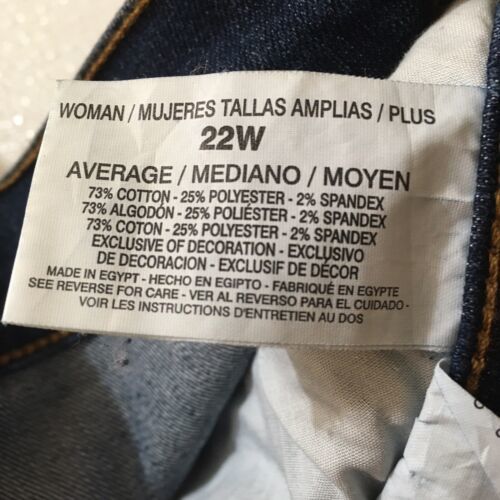 WOMAN / MUJERES TALLAS AMPLIAS / PLUS
22W
AVERAGE / MEDIANO / MOYEN
73% COTTON - 25% POLYESTER - 2% SPANDEX
73% ALGODÓN - 25% POLIÉSTER - 2% SPANDEX
73% COTON - 25% POLYESTER - 2% SPANDEX
EXCLUSIVE OF DECORATION - EXCLUSIVO
DE DECORACION - EXCLUSIF DE DÉCOR
MADE IN EGYPT - HECHO EN EGIPTO - FABRIQUÉ EN EGYPTE
SEE REVERSE FOR CARE - VER AL REVERSO PARA EL CUIDADO -
VOIR LES INSTRUCTIONS D'ENTRETIEN AU DOS